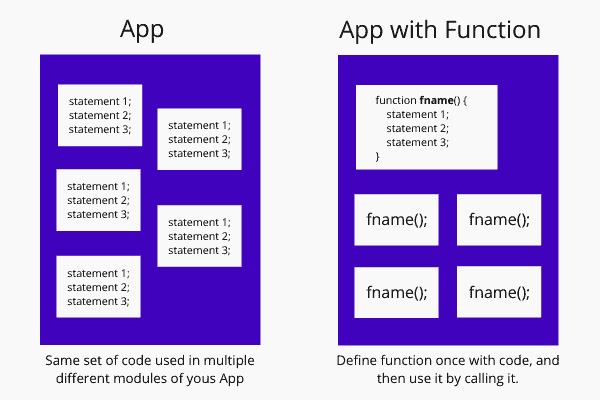 App
statement 1;
statement 2;
statement 3;
statement 1;
statement 2;
statement 3;
statement 1;
statement 2;
statement 3;
statement 1;
statement 2;
statement 3;
statement 1;
statement 2;
statement 3;
Same set of code used in multiple
different modules of yous App
App with Function
function fname() {
statement 1;
statement 2;
statement 3;
}
fname();
fname();
fname();
fname();
Define function once with code, and
then use it by calling it.